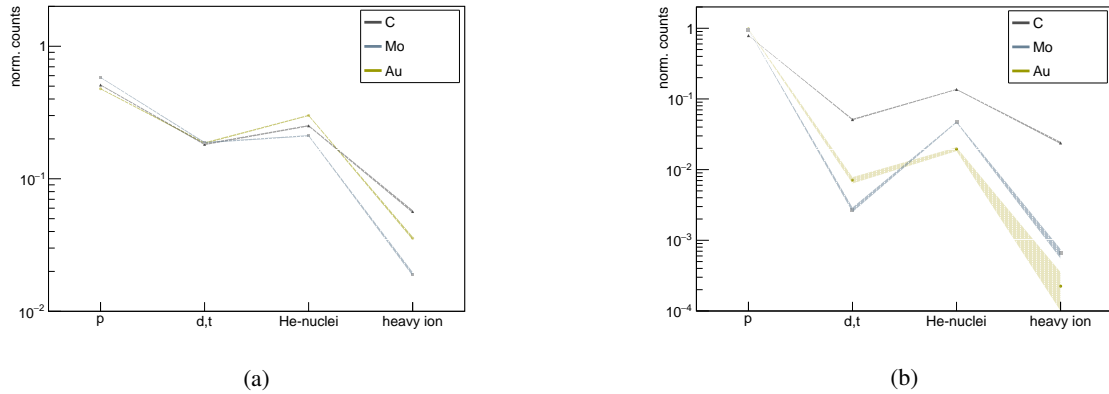 norm. counts
1
10⁻¹
10⁻²
C
Mo
Au
p
d,t
He-nuclei
heavy ion
(a)
norm. counts
1
10⁻¹
10⁻²
10⁻³
10⁻⁴
C
Mo
Au
p
d,t
He-nuclei
heavy ion
(b)